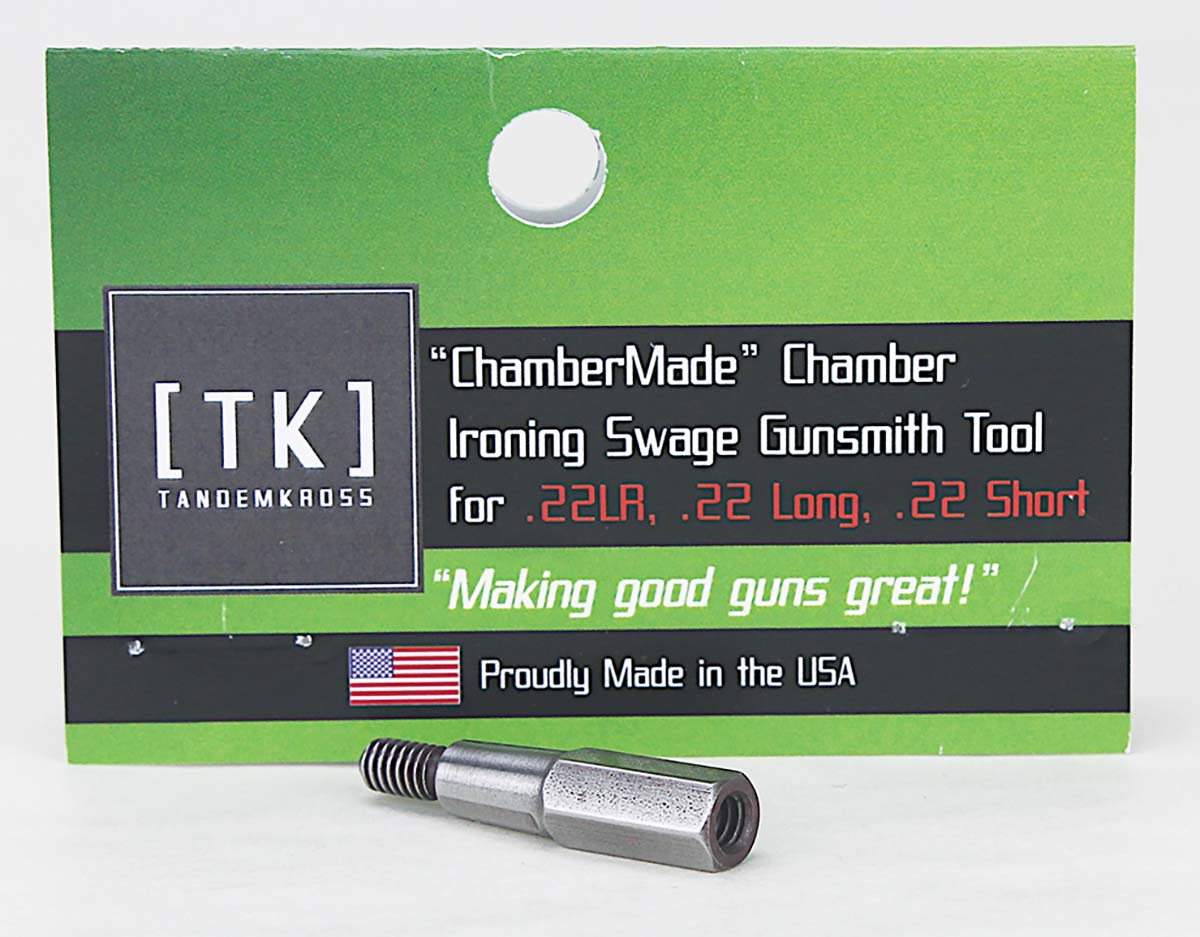 [TK]
TANDEMKROSS
“ChamberMade” Chamber
Ironing Swage Gunsmith Tool
for .22LR, .22 Long, .22 Short
“Making good guns great!”
Proudly Made in the USA